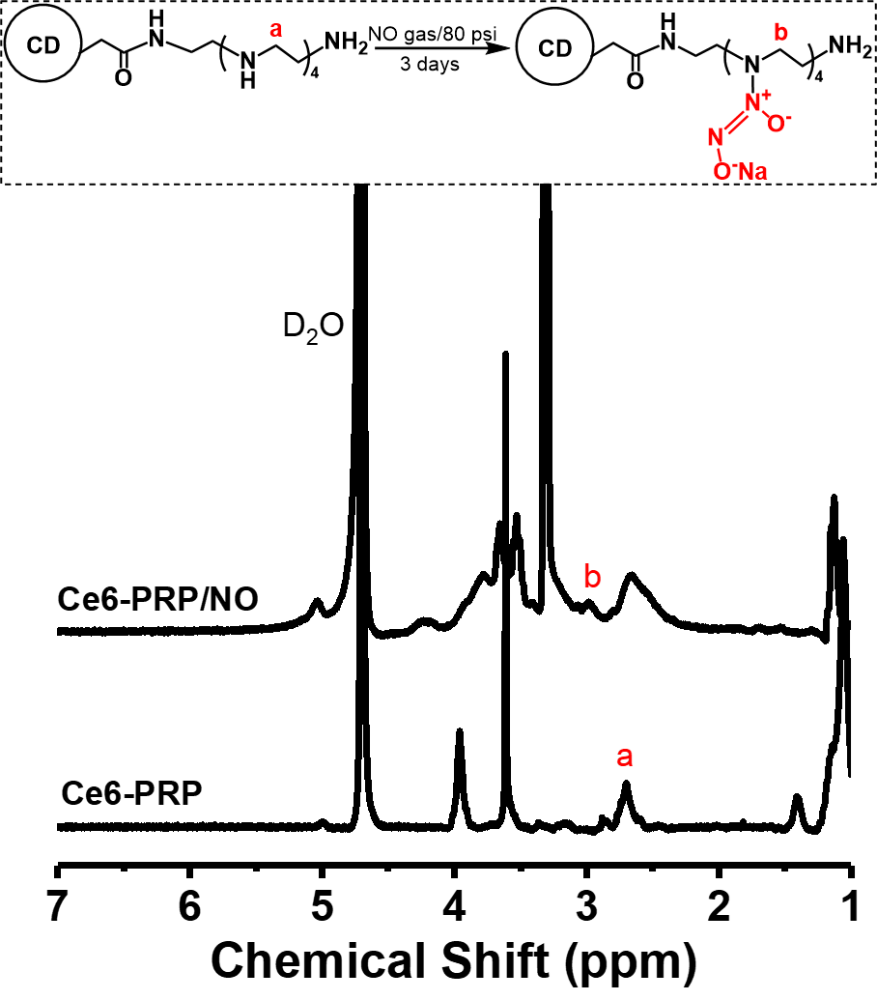 CD
H
N
O
N
H
a
4
NH2
NO gas/80 psi
3 days
CD
H
N
O
N
b
4
NH2
N+
O-
N
O-Na
D2O
b
Ce6-PRP/NO
a
Ce6-PRP
7 6 5 4 3 2 1
Chemical Shift (ppm)